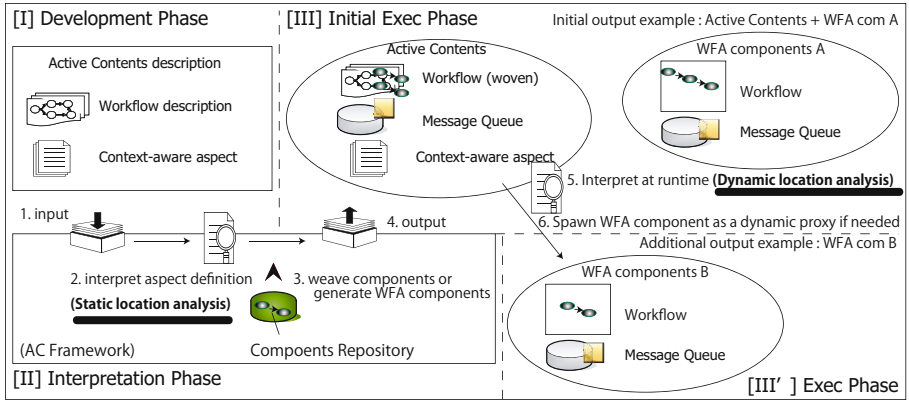 [I] Development Phase
Active Contents description
Workflow description
Context-aware aspect
[III] Initial Exec Phase
Initial output example : Active Contents + WFA com A
Active Contents
Workflow (woven)
Message Queue
Context-aware aspect
WFA components A
Workflow
Message Queue
5. Interpret at runtime (Dynamic location analysis)
6. Spawn WFA component as a dynamic proxy if needed
1. input
4. output
2. interpret aspect definition
(Static location analysis)
3. weave components or
generate WFA components
(AC Framework)
Compoents Repository
[II] Interpretation Phase
Additional output example : WFA com B
WFA components B
Workflow
Message Queue
[III' ] Exec Phase